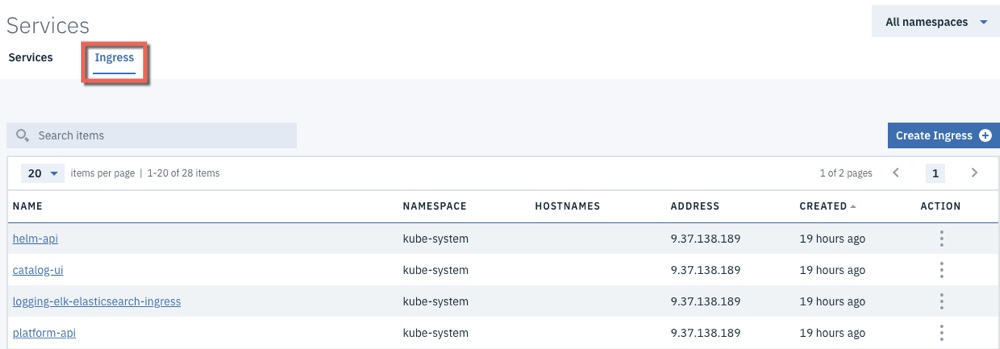 Services
All namespaces
Services Ingress
Search items
Create Ingress
20 items per page | 1-20 of 28 items 1 of 2 pages 1
NAME NAMESPACE HOSTNAMES ADDRESS CREATED ACTION
helm-api kube-system 9.37.138.189 19 hours ago
catalog-ui kube-system 9.37.138.189 19 hours ago
logging-elk-elasticsearch-ingress kube-system 9.37.138.189 19 hours ago
platform-api kube-system 9.37.138.189 19 hours ago